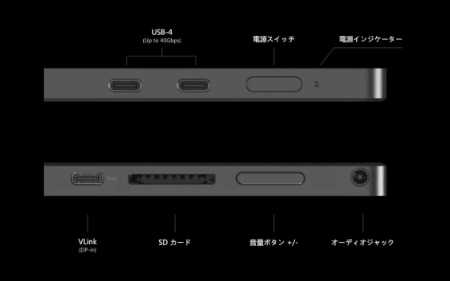 USB-4
(Up to 40Gbps)
電源スイッチ
電源インジケーター
VLink
(DP-in)
SD カード
音量ボタン +/-
オーディオジャック